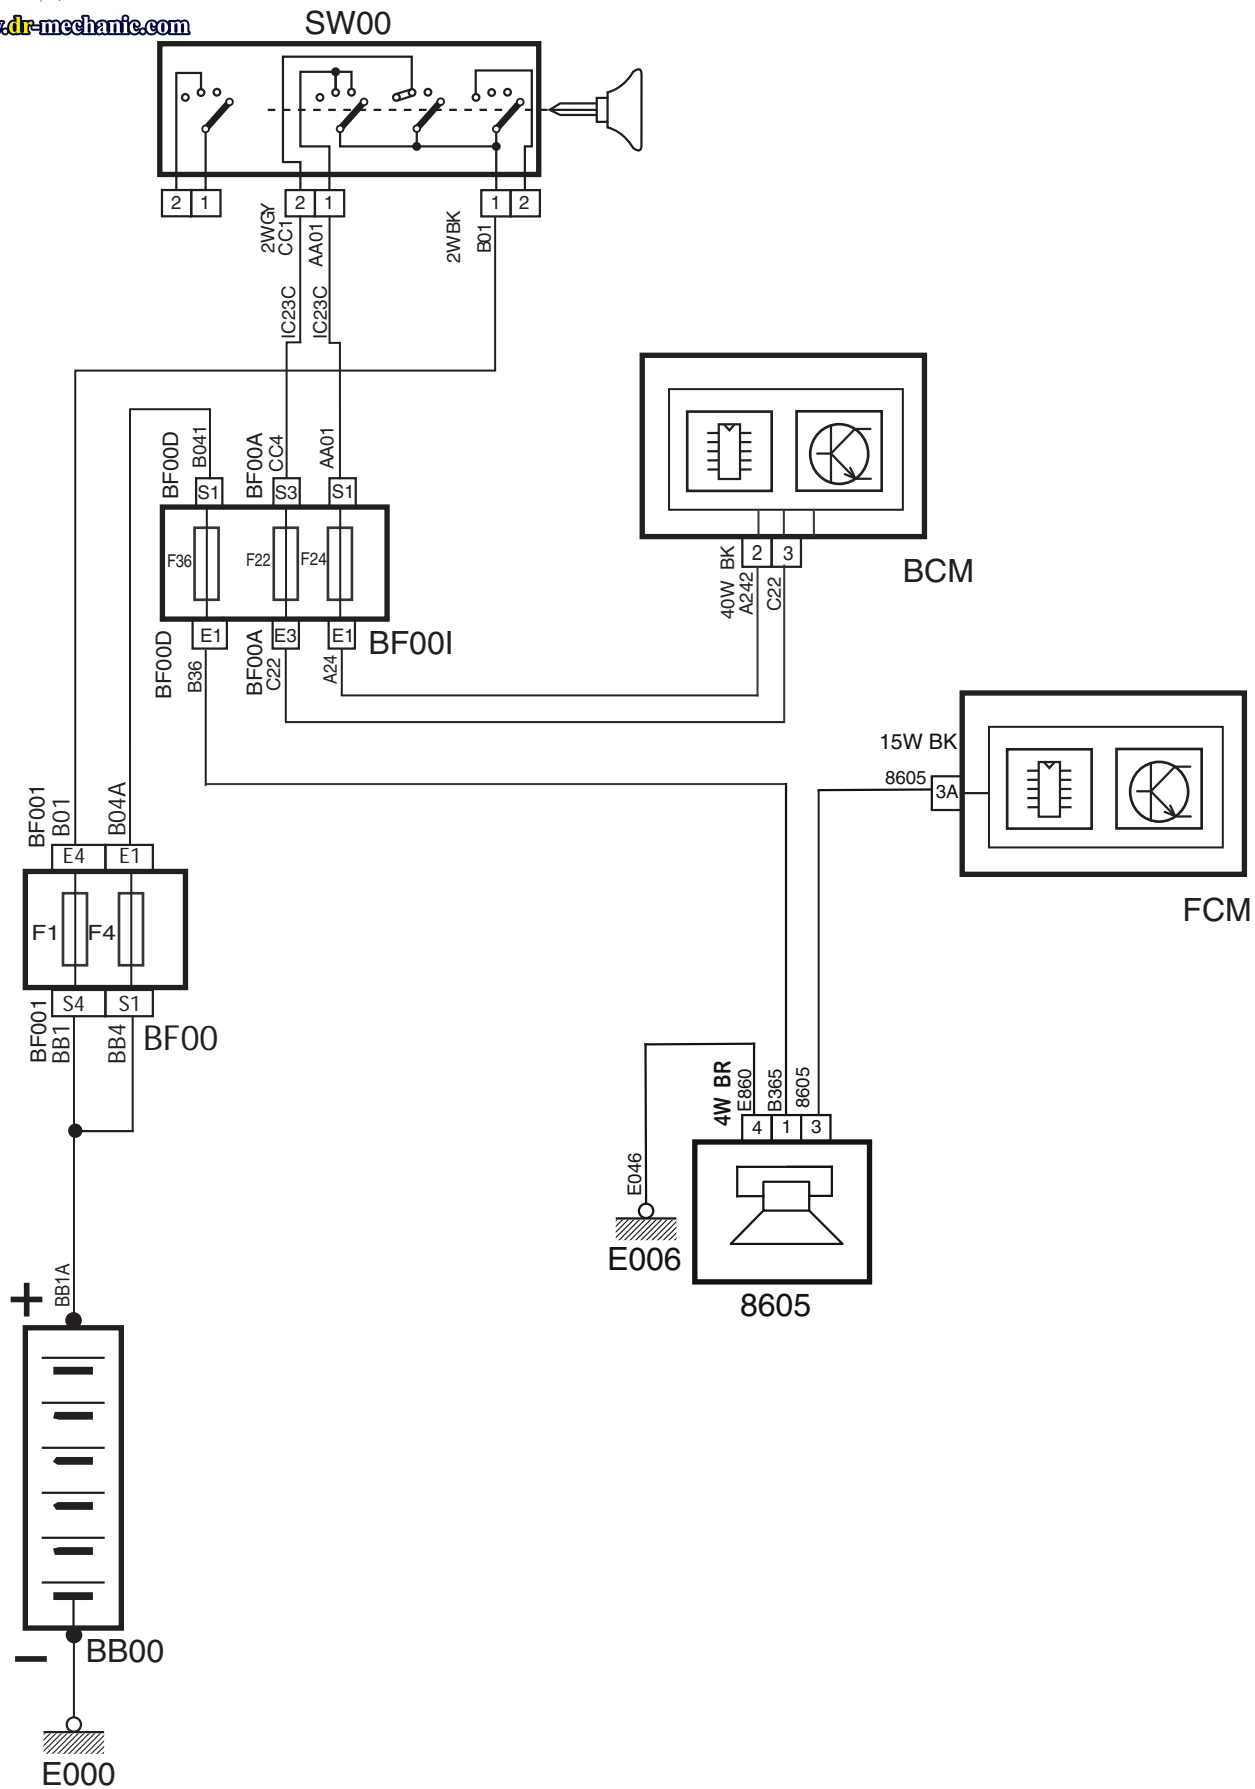 dr-mechanic.com
SW00
2 1
2 1
1 2
2WGY
CC1
AA01
2WBK
B01
IC23C
IC23C
BF00D
B041
BF00A
CC4
AA01
S1
S3
S1
F36
F22
F24
E1
E3
E1
BF00I
BF00D
B36
BF00A
C22
A24
2 3
BCM
40W BK
A242
C22
15W BK
8605
3A
FCM
BF001
B01
B04A
E4 E1
F1 F4
S4 S1
BF001
BB1
BB4
BF00
4W BR
E860
B365
8605
4 1 3
E046
E006
8605
+
BB1A
–
BB00
E000